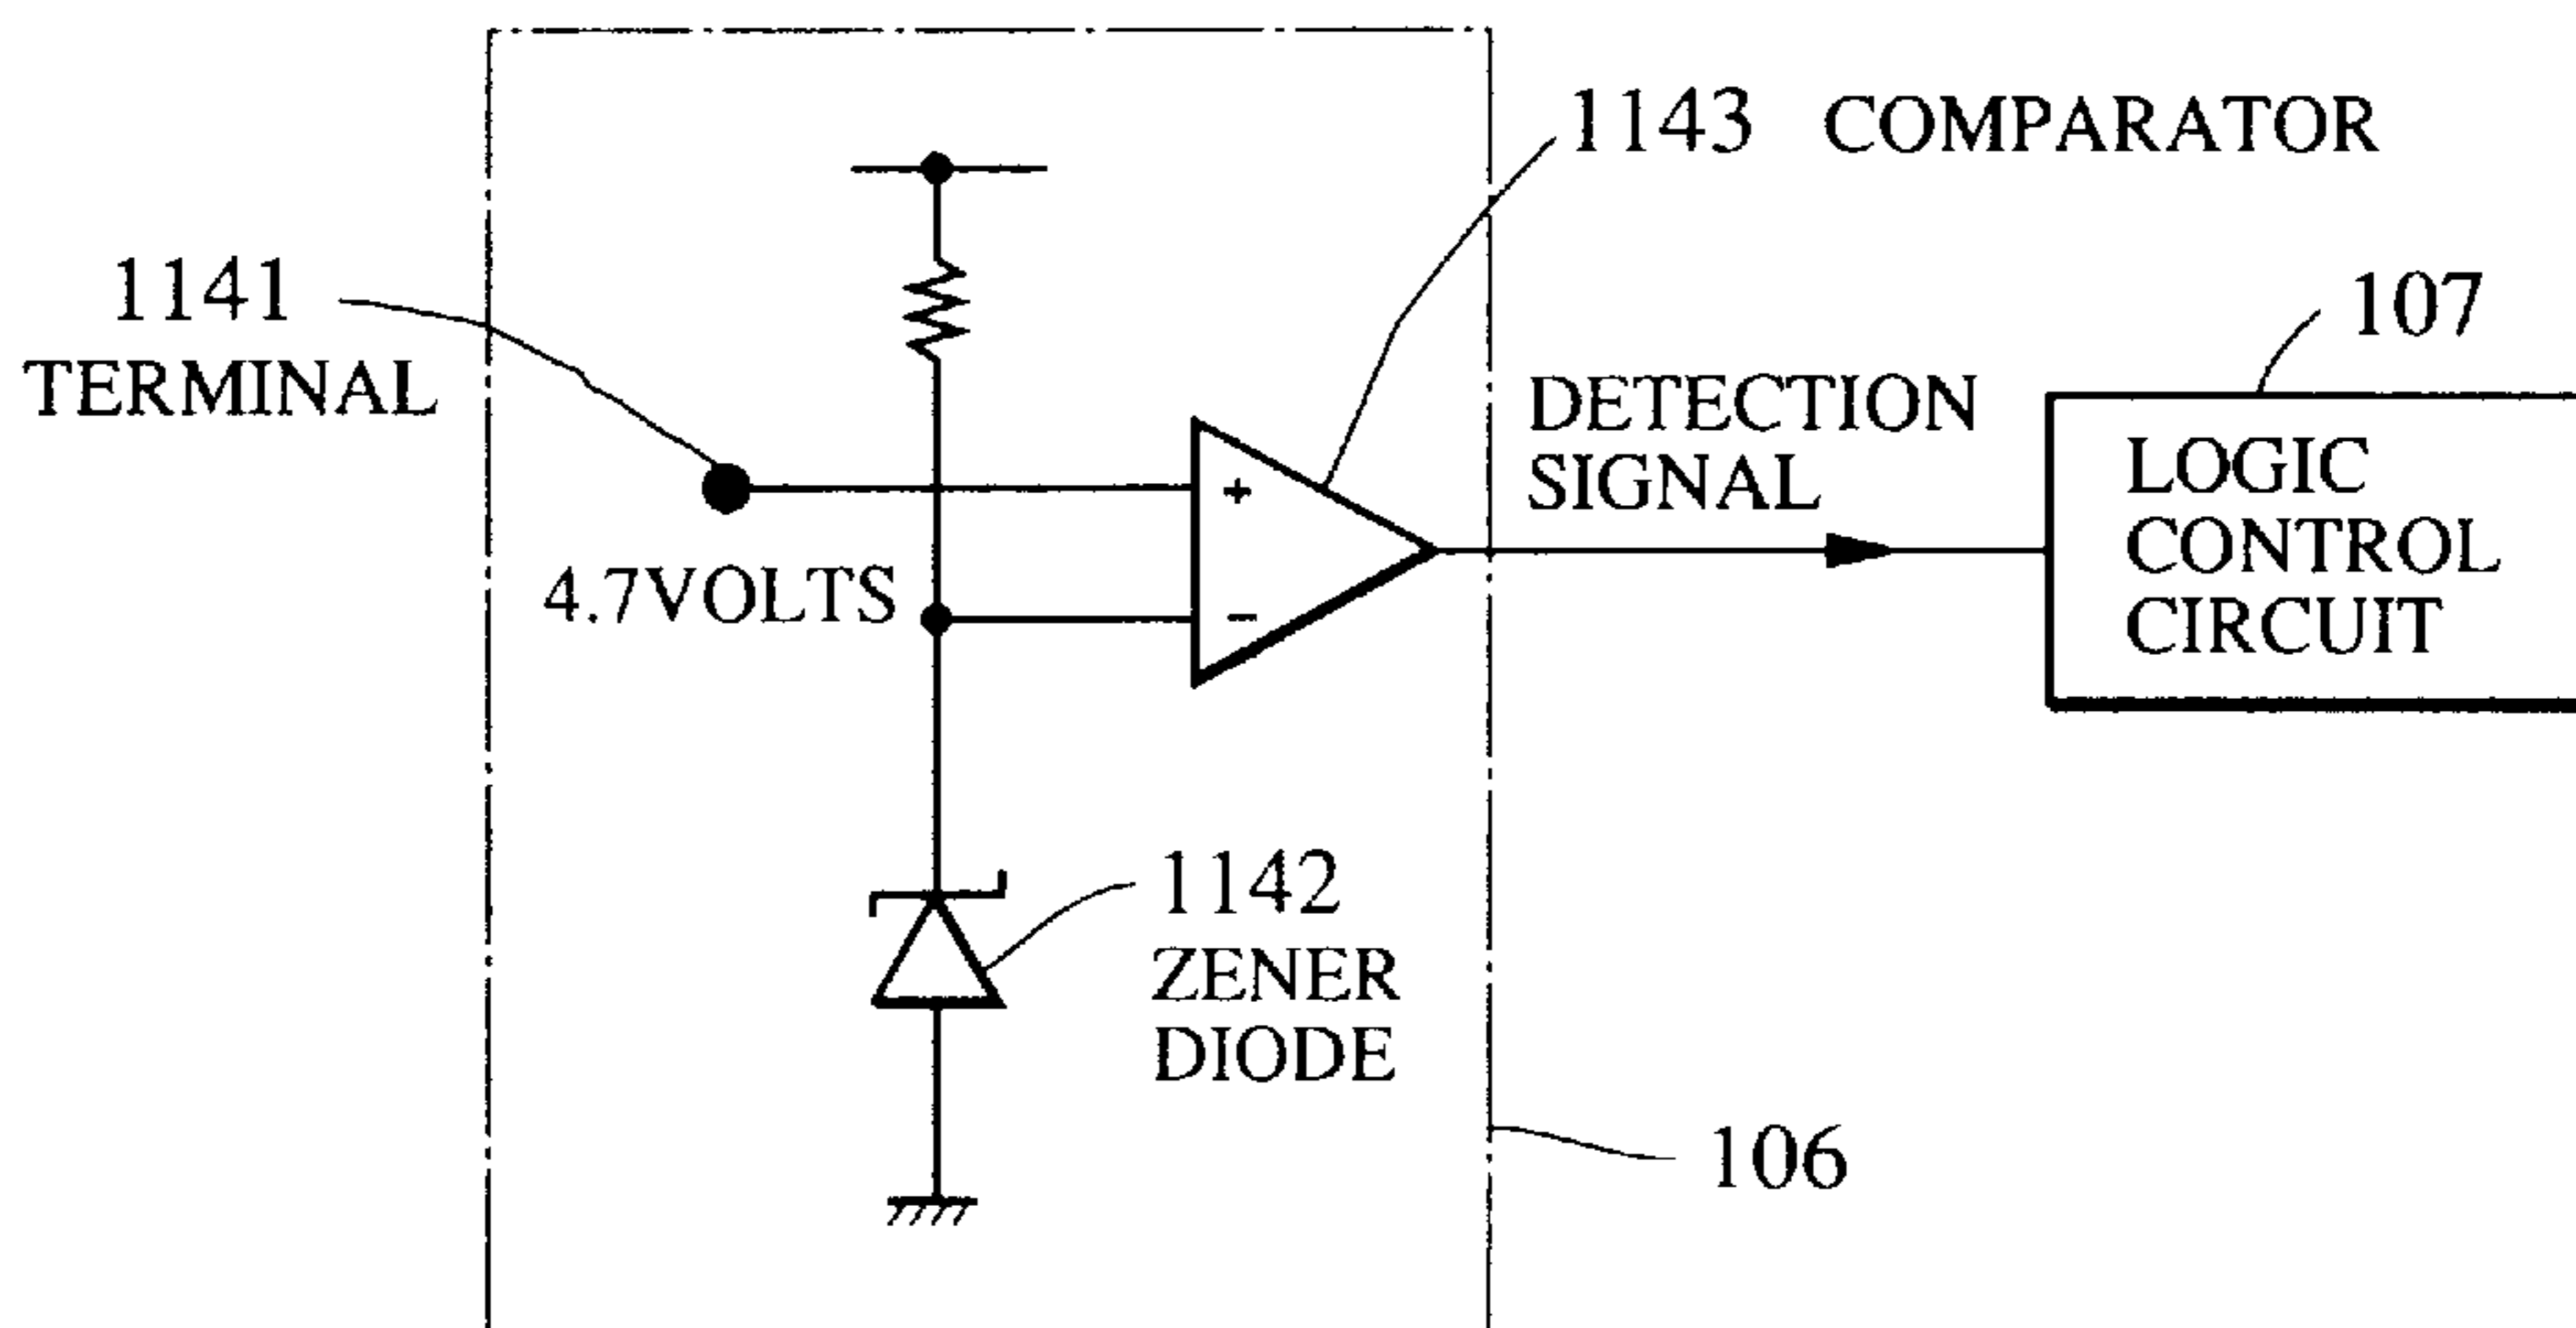 1143 COMPARATOR
1141
TERMINAL
107
DETECTION
SIGNAL
+
LOGIC
CONTROL
CIRCUIT
4.7VOLTS
−
1142
ZENER
DIODE
106